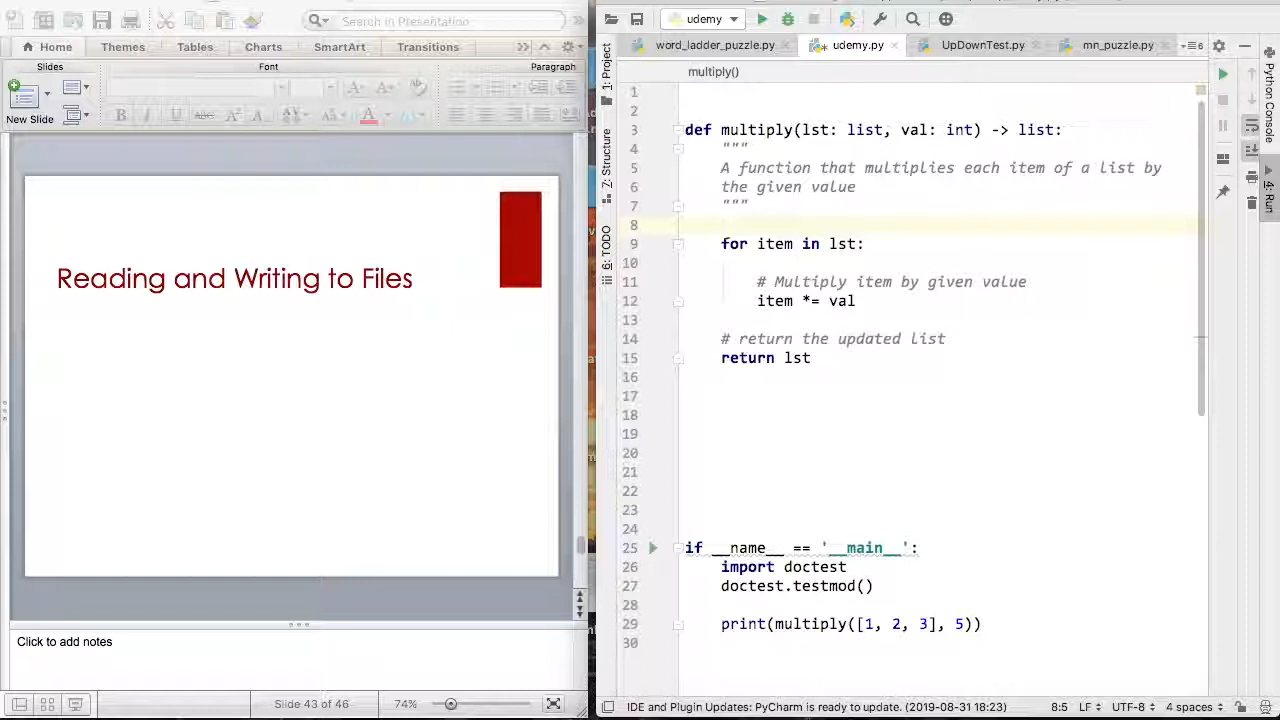 Search in Presentation
Home
Themes
Tables
Charts
SmartArt
Transitions
Slides
Font
Paragraph
New Slide
B
I
U
A
Reading and Writing to Files
Click to add notes
Slide 43 of 46
74%
udemy
word_ladder_puzzle.py
udemy.py
UpDownTest.py
mn_puzzle.py
6
1: Project
7: Structure
6: TODO
Python Console
4: Run
multiply()
1
2
3 def multiply(lst: list, val: int) -> list:
4 """
5 A function that multiplies each item of a list by
6 the given value
7 """
8
9 for item in lst:
10
11 # Multiply item by given value
12 item *= val
13
14 # return the updated list
15 return lst
16
17
18
19
20
21
22
23
24
25 if __name__ == '__main__':
26 import doctest
27 doctest.testmod()
28
29 print(multiply([1, 2, 3], 5))
30
IDE and Plugin Updates: PyCharm is ready to update. (2019-08-31 18:23)
8:5
LF
UTF-8
4 spaces